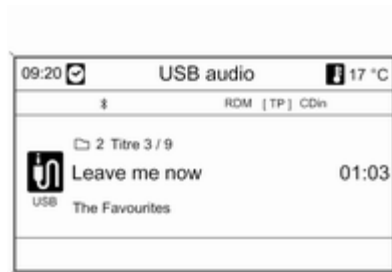 09:20 USB audio 17 °C
RDM [TP] CDin
2 Titre 3 / 9
Leave me now 01:03
USB
The Favourites